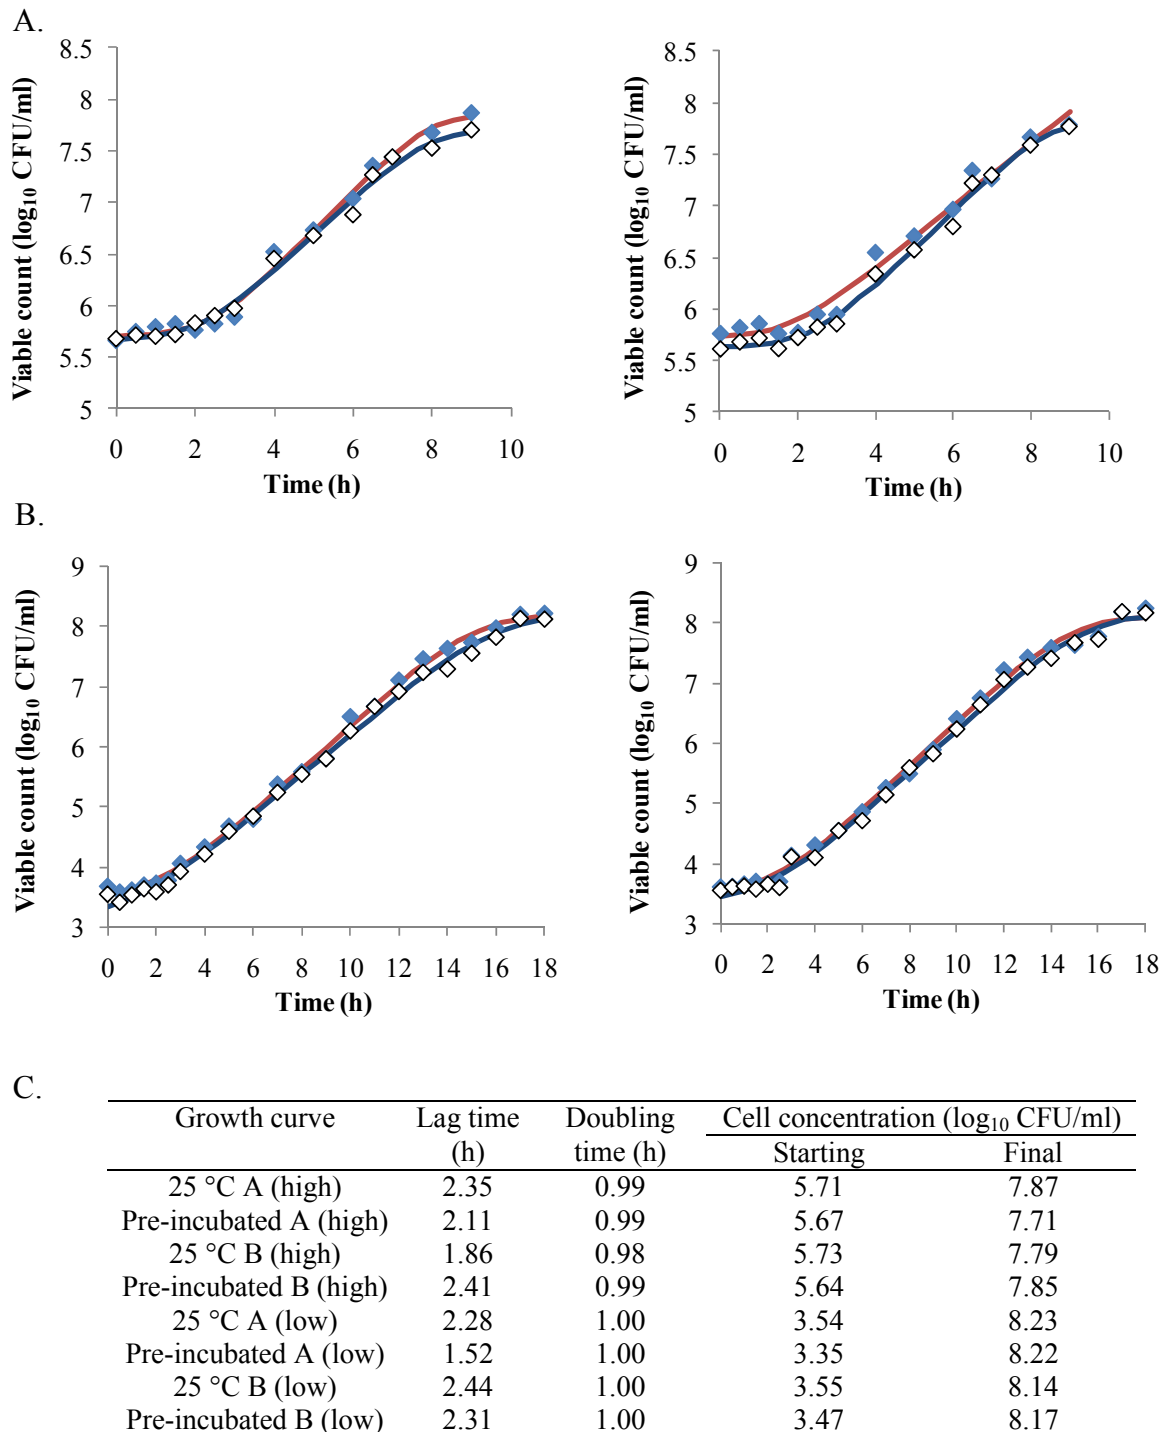 A.
Viable count (log10 CFU/ml)
8.5
8
7.5
7
6.5
6
5.5
5
0 2 4 6 8 10
Time (h)
Viable count (log10 CFU/ml)
8.5
8
7.5
7
6.5
6
5.5
5
0 2 4 6 8 10
Time (h)
B.
Viable count (log10 CFU/ml)
9
8
7
6
5
4
3
0 2 4 6 8 10 12 14 16 18
Time (h)
Viable count (log10 CFU/ml)
9
8
7
6
5
4
3
0 2 4 6 8 10 12 14 16 18
Time (h)
C.
Growth curve Lag time Doubling Cell concentration (log10 CFU/ml)
(h) time (h) Starting Final
25 °C A (high) 2.35 0.99 5.71 7.87
Pre-incubated A (high) 2.11 0.99 5.67 7.71
25 °C B (high) 1.86 0.98 5.73 7.79
Pre-incubated B (high) 2.41 0.99 5.64 7.85
25 °C A (low) 2.28 1.00 3.54 8.23
Pre-incubated A (low) 1.52 1.00 3.35 8.22
25 °C B (low) 2.44 1.00 3.55 8.14
Pre-incubated B (low) 2.31 1.00 3.47 8.17